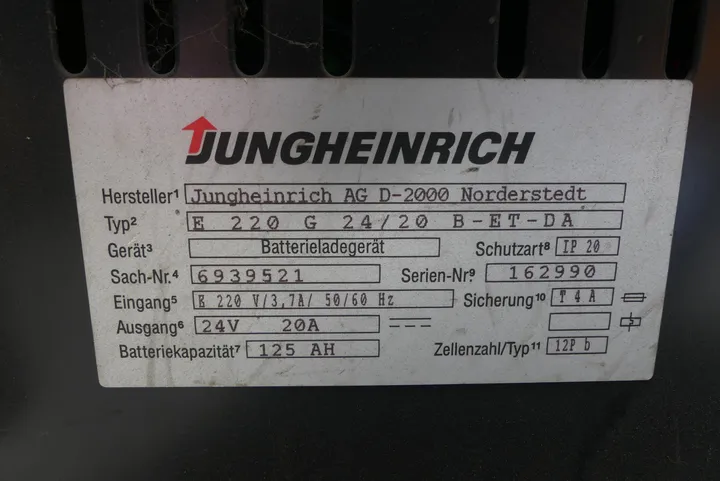 JUNGHEINRICH
Hersteller¹ Jungheinrich AG D-2000 Norderstedt
Typ² E 220 G 24/20 B-ET-DA
Gerät³ Batterieladegerät Schutzart⁸ IP 20
Sach-Nr.⁴ 6939521 Serien-Nr⁹ 162990
Eingang⁵ E 220 V/3,7A/ 50/60 Hz Sicherung¹⁰ T 4 A
Ausgang⁶ 24V 20A
Batteriekapazität⁷ 125 AH Zellenzahl/Typ¹¹ 12P b